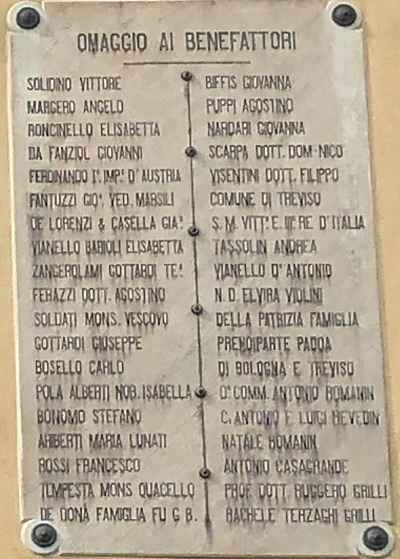 OMAGGIO AI BENEFATTORI
SOLIDINO VITTORE
MARGERO ANGELO
RONCINELLO ELISABETTA
DA FANZIOL GIOVANNI
FERDINANDO I°. IMP°. D'AUSTRIA
FANTUZZI GIO°. VED. MARSILI
DE LORENZI & CASELLA GIA°.
VIANELLO BARIOLI ELISABETTA
ZANGEROLAMI GOTTARDI TE°.
FERAZZI DOTT. AGOSTINO
SOLDATI MONS. VESCOVO
GOTTARDI GIUSEPPE
BOSELLO CARLO
POLA ALBERTI NOB. ISABELLA
BONOMO STEFANO
ARIBERTI MARIA LUNATI
ROSSI FRANCESCO
TEMPESTA MONS QUACELLO
DE DONÀ FAMIGLIA FU G B.
BIFFIS GIOVANNA
PUPPI AGOSTINO
NARDARI GIOVANNA
SCARPA DOTT. DOMENICO
VISENTINI DOTT. FILIPPO
COMUNE DI TREVISO
S. M. VITT°. E. III° RE D'ITALIA
TASSOLIN ANDREA
VIANELLO D'ANTONIO
N. D. ELVIRA VIOLINI
DELLA PATRIZIA FAMIGLIA
PRENDIPARTE PADOA
DI BOLOGNA E TREVISO
D° COMM. ANTONIO ROMANIN
C. ANTONIO E LUIGI REVEDIN
NATALE ROMANIN
ANTONIO CASAGRANDE
PROF. DOTT. RUGGERO GRILLI
RACHELE TERZAGHI GRILLI